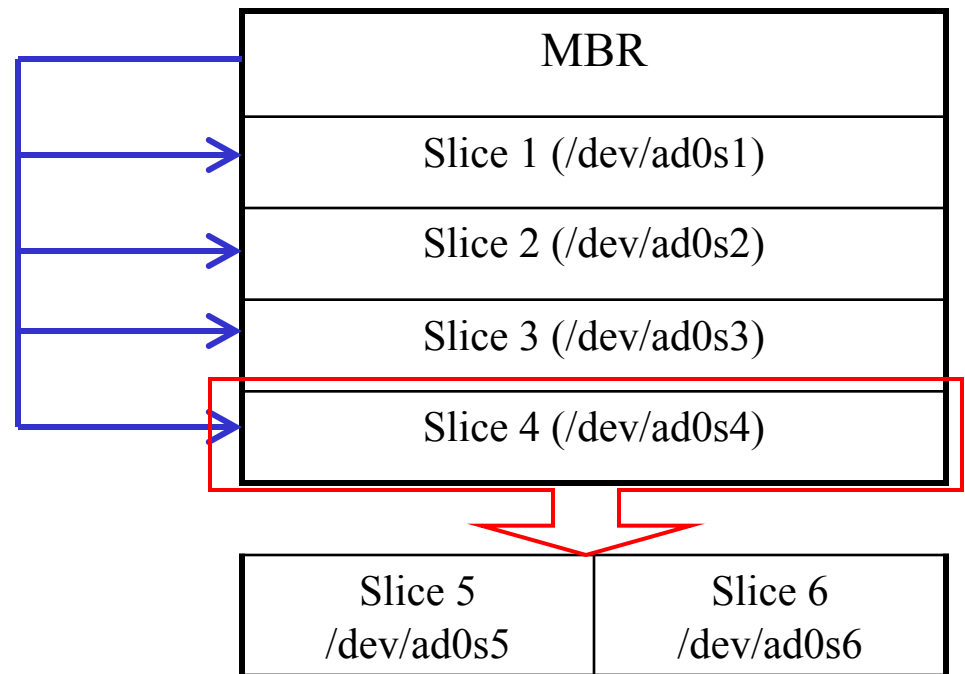 MBR
Slice 1 (/dev/ad0s1)
Slice 2 (/dev/ad0s2)
Slice 3 (/dev/ad0s3)
Slice 4 (/dev/ad0s4)
Slice 5
/dev/ad0s5
Slice 6
/dev/ad0s6